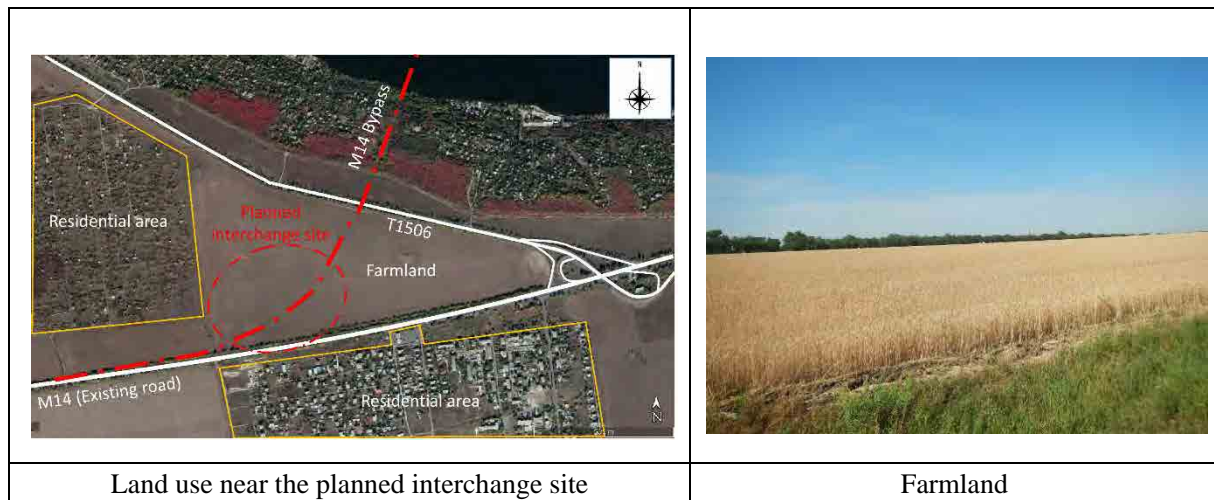 N
M14 Bypass
Residential area
Planned
interchange site
T1506
Farmland
M14 (Existing road)
Residential area
N
Land use near the planned interchange site
Farmland